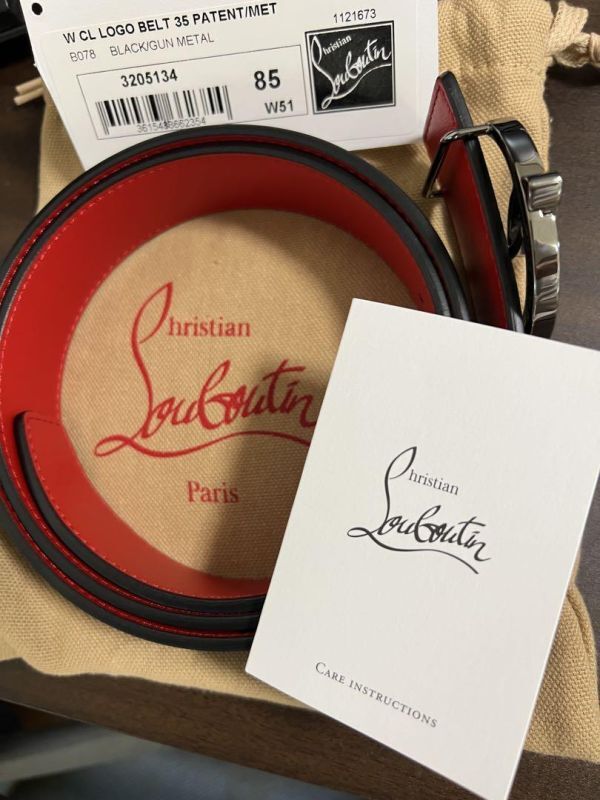 W CL LOGO BELT 35 PATENT/MET
1121673
B078 BLACK/GUN METAL
3205134
85
W51
3615438662354
Christian
Louboutin
Christian
Louboutin
Paris
Christian
Louboutin
CARE INSTRUCTIONS